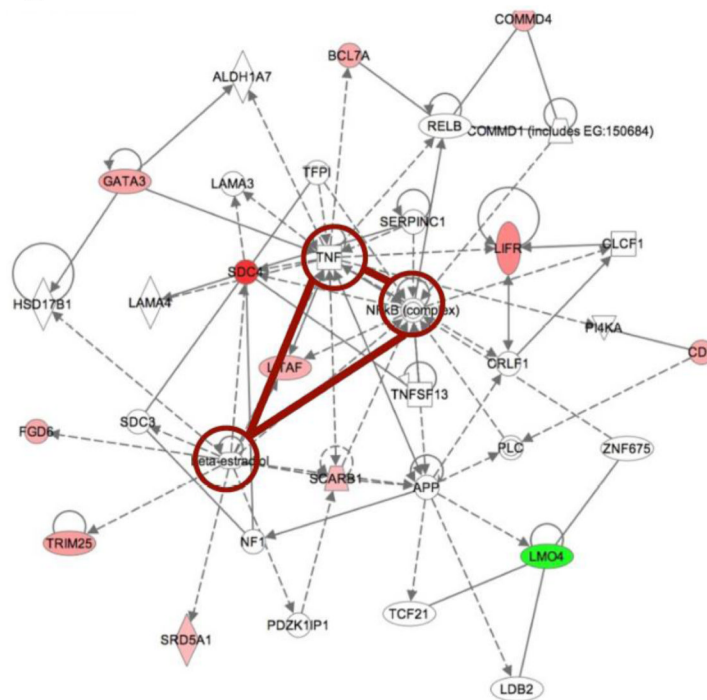 COMMD4
BCL7A
ALDH1A7
RELB
COMMD1 (includes EG:150684)
TFPI
GATA3
LAMA3
SERPINC1
TNF
LIFR
CLCF1
SDC4
HSD17B1
LAMA4
NFkB (complex)
PI4KA
CD
LITAF
CRLF1
TNFSF13
SDC3
FGD6
beta-estradiol
PLC
ZNF675
SCARB1
APP
TRIM25
NF1
LMO4
TCF21
PDZK1IP1
SRD5A1
LDB2